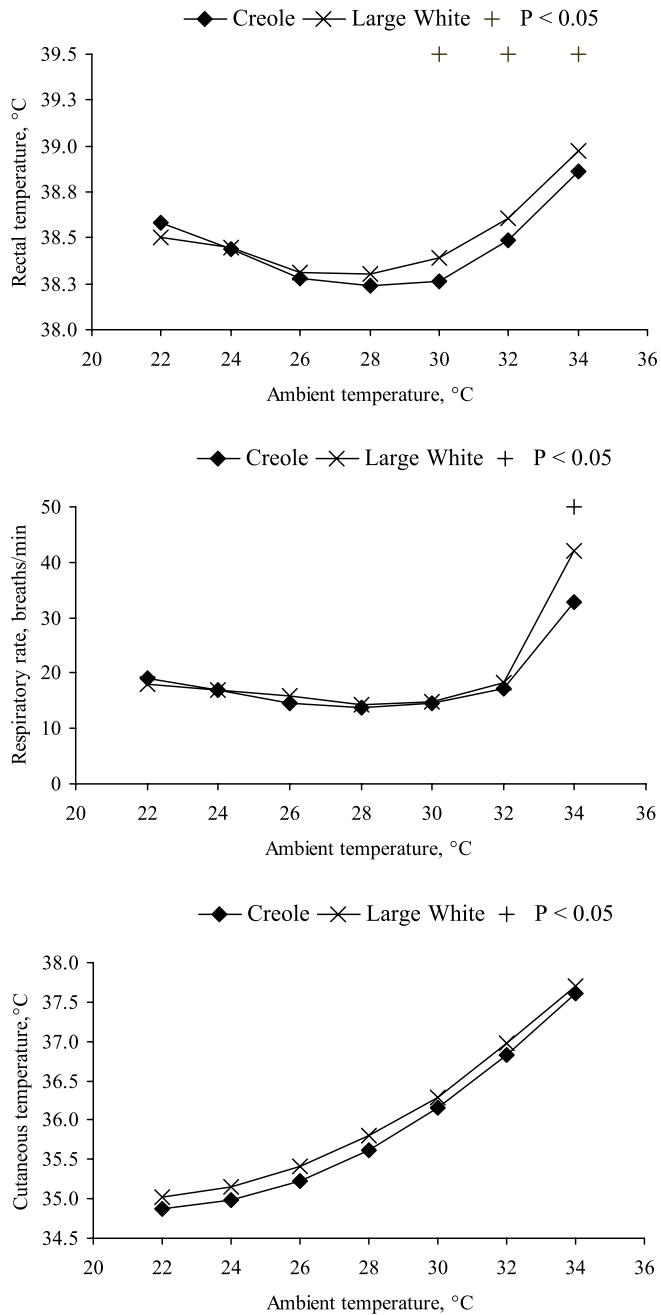 Creole Large White P < 0.05
39.5
39.3
39.0
38.8
38.5
38.3
38.0
Rectal temperature, °C
20 22 24 26 28 30 32 34 36
Ambient temperature, °C
Creole Large White P < 0.05
50
40
30
20
10
0
Respiratory rate, breaths/min
20 22 24 26 28 30 32 34 36
Ambient temperature, °C
Creole Large White P < 0.05
38.0
37.5
37.0
36.5
36.0
35.5
35.0
34.5
Cutaneous temperature,°C
20 22 24 26 28 30 32 34 36
Ambient temperature, °C